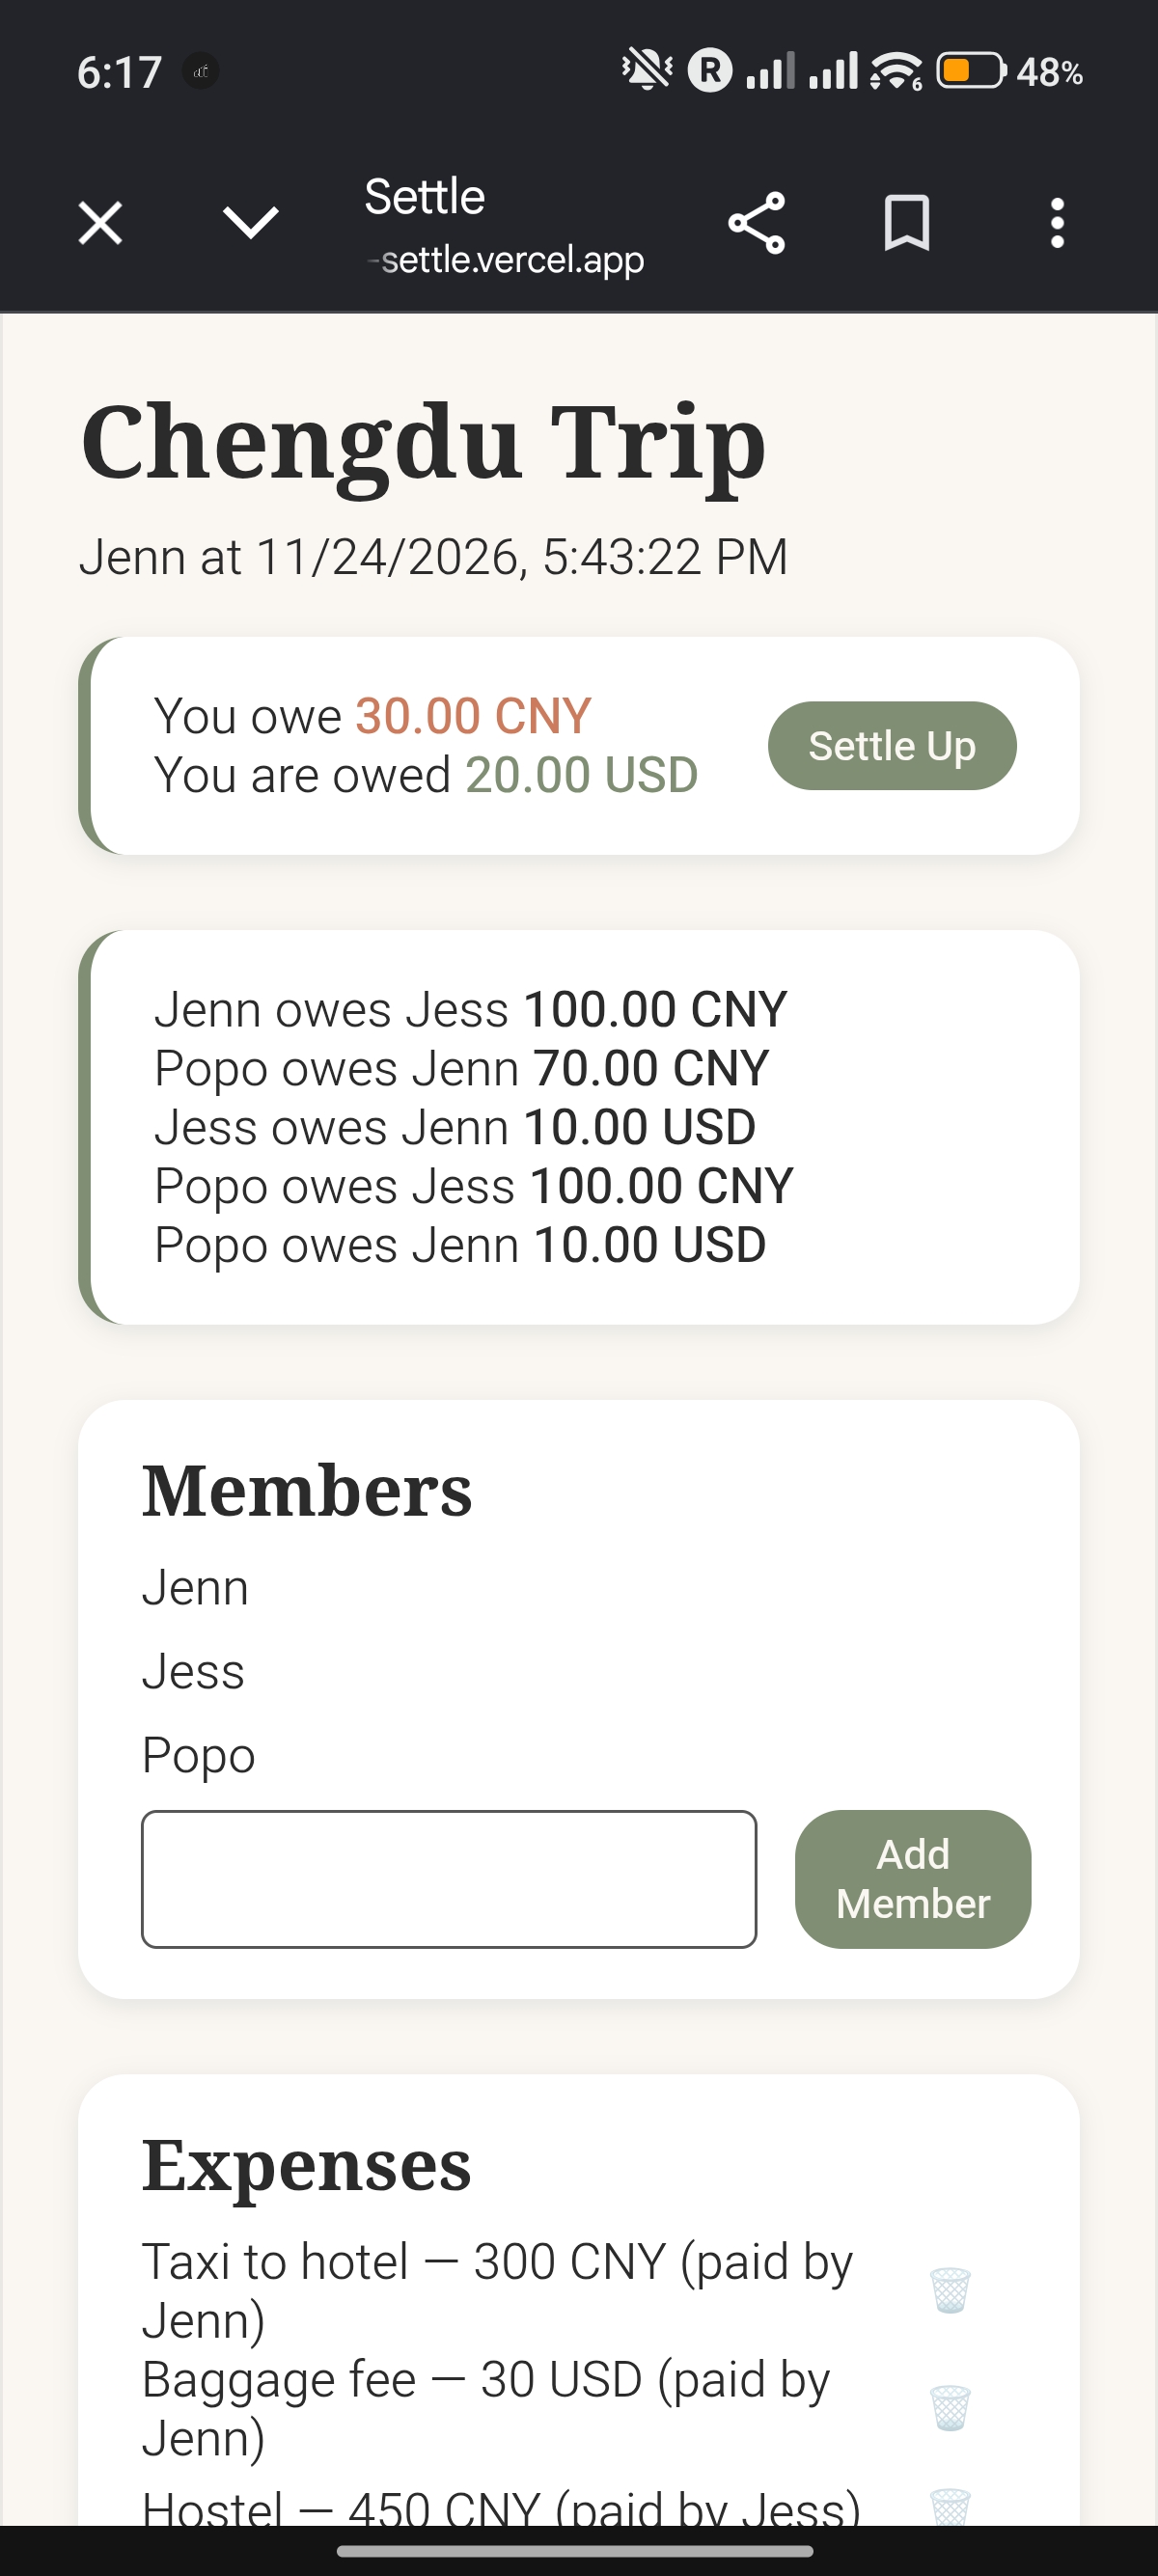 6:17
R
6
48%
Settle
-settle.vercel.app
Chengdu Trip
Jenn at 11/24/2026, 5:43:22 PM
You owe 30.00 CNY
You are owed 20.00 USD
Settle Up
Jenn owes Jess 100.00 CNY
Popo owes Jenn 70.00 CNY
Jess owes Jenn 10.00 USD
Popo owes Jess 100.00 CNY
Popo owes Jenn 10.00 USD
Members
Jenn
Jess
Popo
Add
Member
Expenses
Taxi to hotel — 300 CNY (paid by
Jenn)
Baggage fee — 30 USD (paid by
Jenn)
Hostel — 450 CNY (paid by Jess)